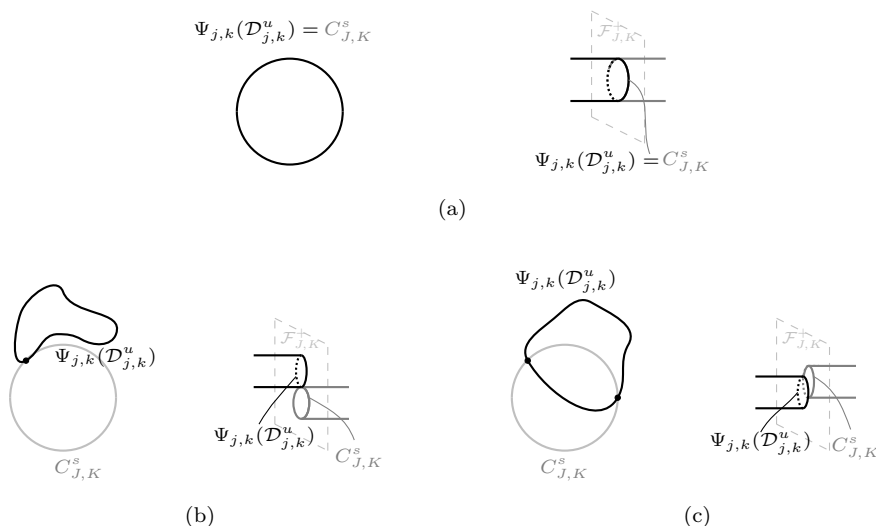 Ψ_{j,k}(𝒟^u_{j,k}) = C^s_{J,K}
ℱ^+_{J,K}
Ψ_{j,k}(𝒟^u_{j,k}) = C^s_{J,K}
(a)
Ψ_{j,k}(𝒟^u_{j,k})
C^s_{J,K}
ℱ^+_{J,K}
Ψ_{j,k}(𝒟^u_{j,k})
C^s_{J,K}
(b)
Ψ_{j,k}(𝒟^u_{j,k})
C^s_{J,K}
ℱ^+_{J,K}
Ψ_{j,k}(𝒟^u_{j,k})
C^s_{J,K}
(c)